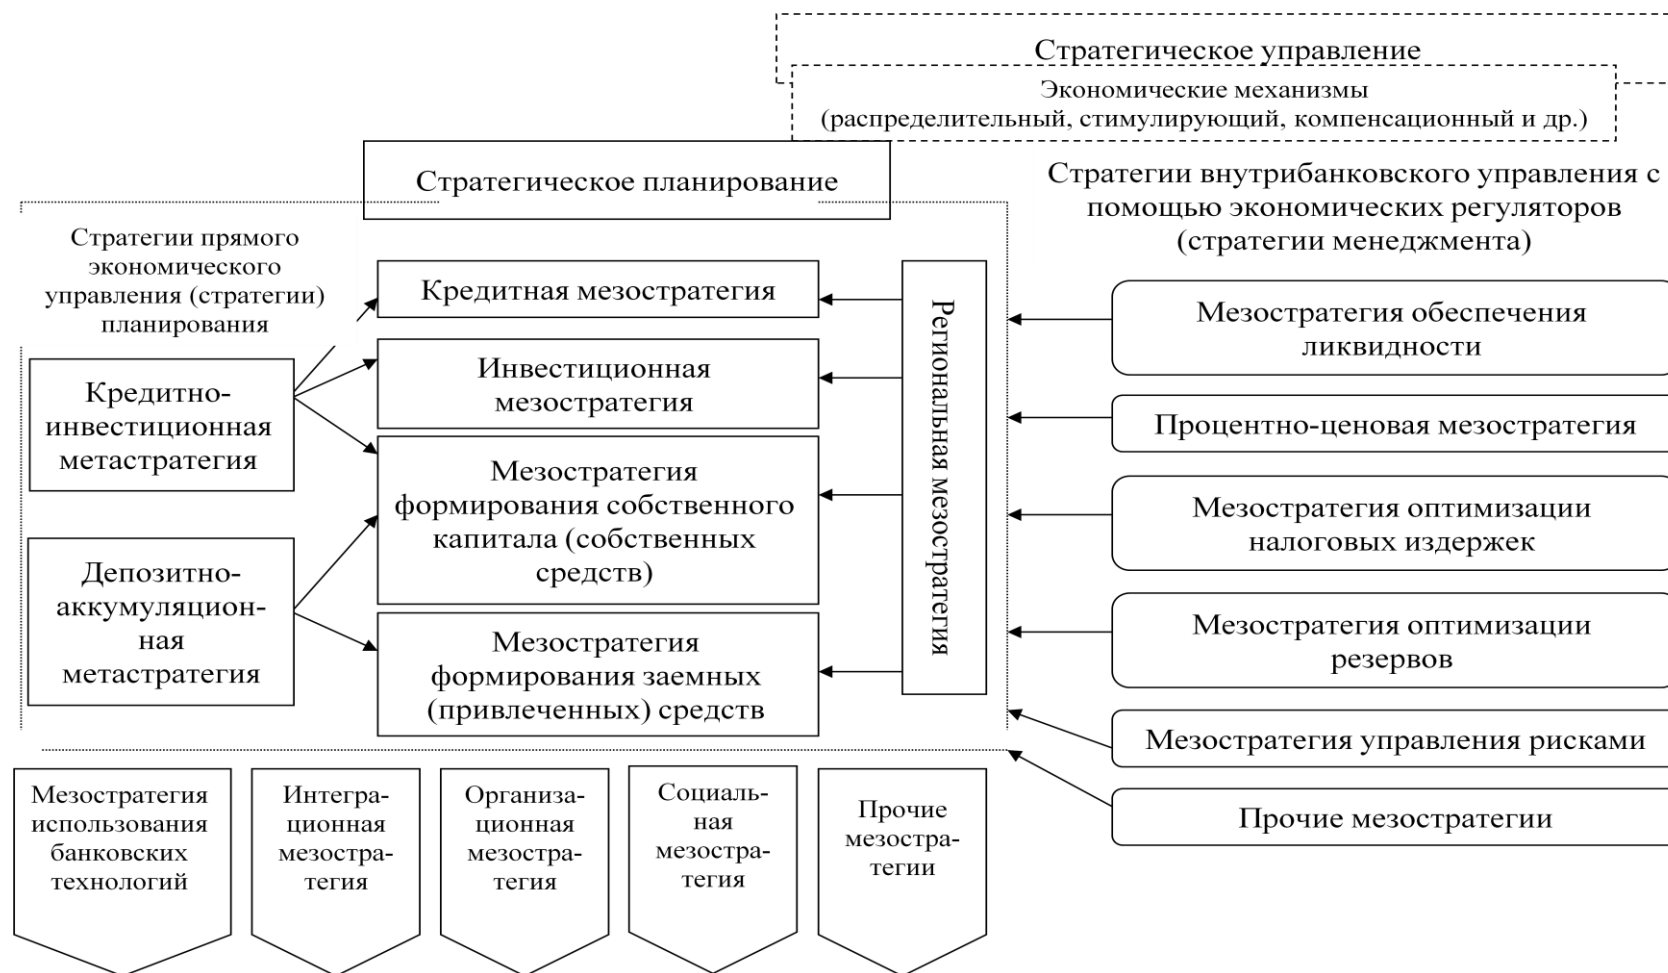 Стратегическое управление
Экономические механизмы
(распределительный, стимулирующий, компенсационный и др.)
Стратегическое планирование
Стратегии внутрибанковского управления с
помощью экономических регуляторов
(стратегии менеджмента)
Стратегии прямого
экономического
управления (стратегии)
планирования
Кредитно-
инвестиционная
метастратегия
Депозитно-
аккумуляцион-
ная
метастратегия
Кредитная мезостратегия
Инвестиционная
мезостратегия
Мезостратегия
формирования собственного
капитала (собственных
средств)
Мезостратегия
формирования заемных
(привлеченных) средств
Региональная мезостратегия
Мезостратегия обеспечения
ликвидности
Процентно-ценовая мезостратегия
Мезостратегия оптимизации
налоговых издержек
Мезостратегия оптимизации
резервов
Мезостратегия управления рисками
Прочие мезостратегии
Мезостратегия
использования
банковских
технологий
Интегра-
ционная
мезостра-
тегия
Организа-
ционная
мезостра-
тегия
Социаль-
ная
мезостра-
тегия
Прочие
мезостра-
тегии